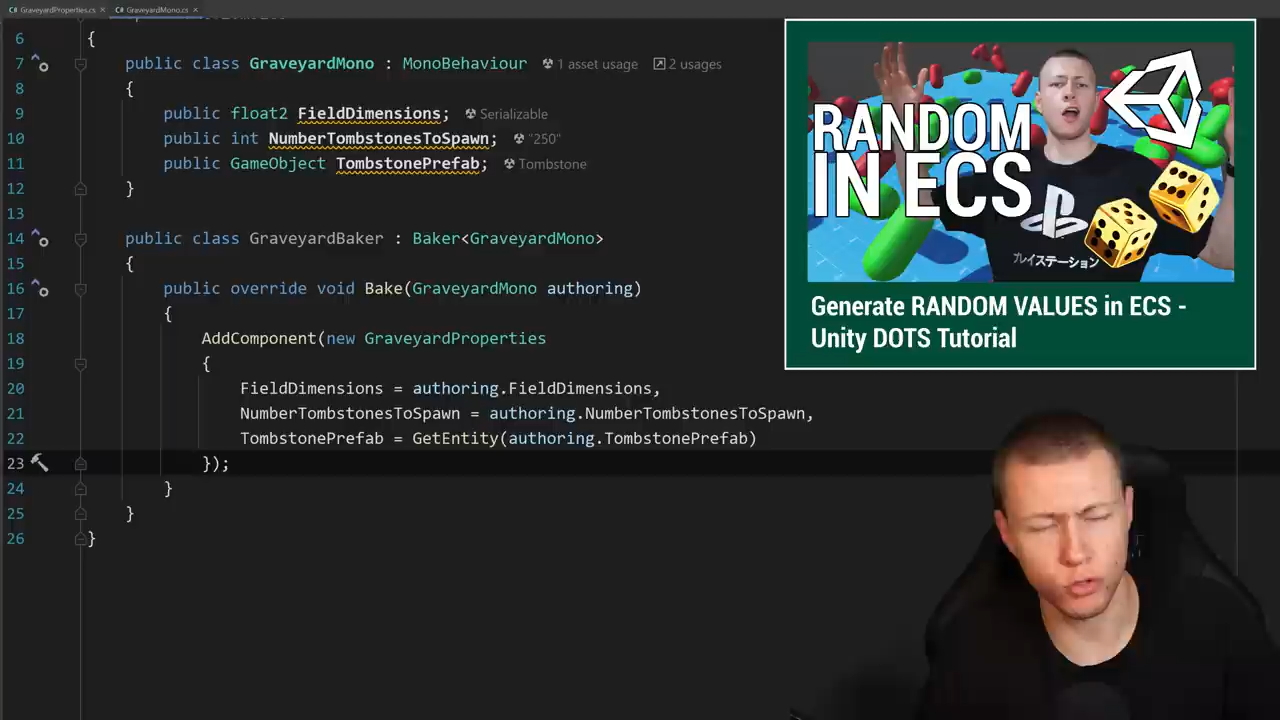 GraveyardProperties.cs × GraveyardMono.cs ×
6 {
7 public class GraveyardMono : MonoBehaviour 1 asset usage 2 usages
8 {
9 public float2 FieldDimensions; Serializable
10 public int NumberTombstonesToSpawn; "250"
11 public GameObject TombstonePrefab; Tombstone
12 }
13
14 public class GraveyardBaker : Baker<GraveyardMono>
15 {
16 public override void Bake(GraveyardMono authoring)
17 {
18 AddComponent(new GraveyardProperties
19 {
20 FieldDimensions = authoring.FieldDimensions,
21 NumberTombstonesToSpawn = authoring.NumberTombstonesToSpawn,
22 TombstonePrefab = GetEntity(authoring.TombstonePrefab)
23 });
24 }
25 }
26 }
RANDOM
IN ECS
プレイステーション
Generate RANDOM VALUES in ECS -
Unity DOTS Tutorial